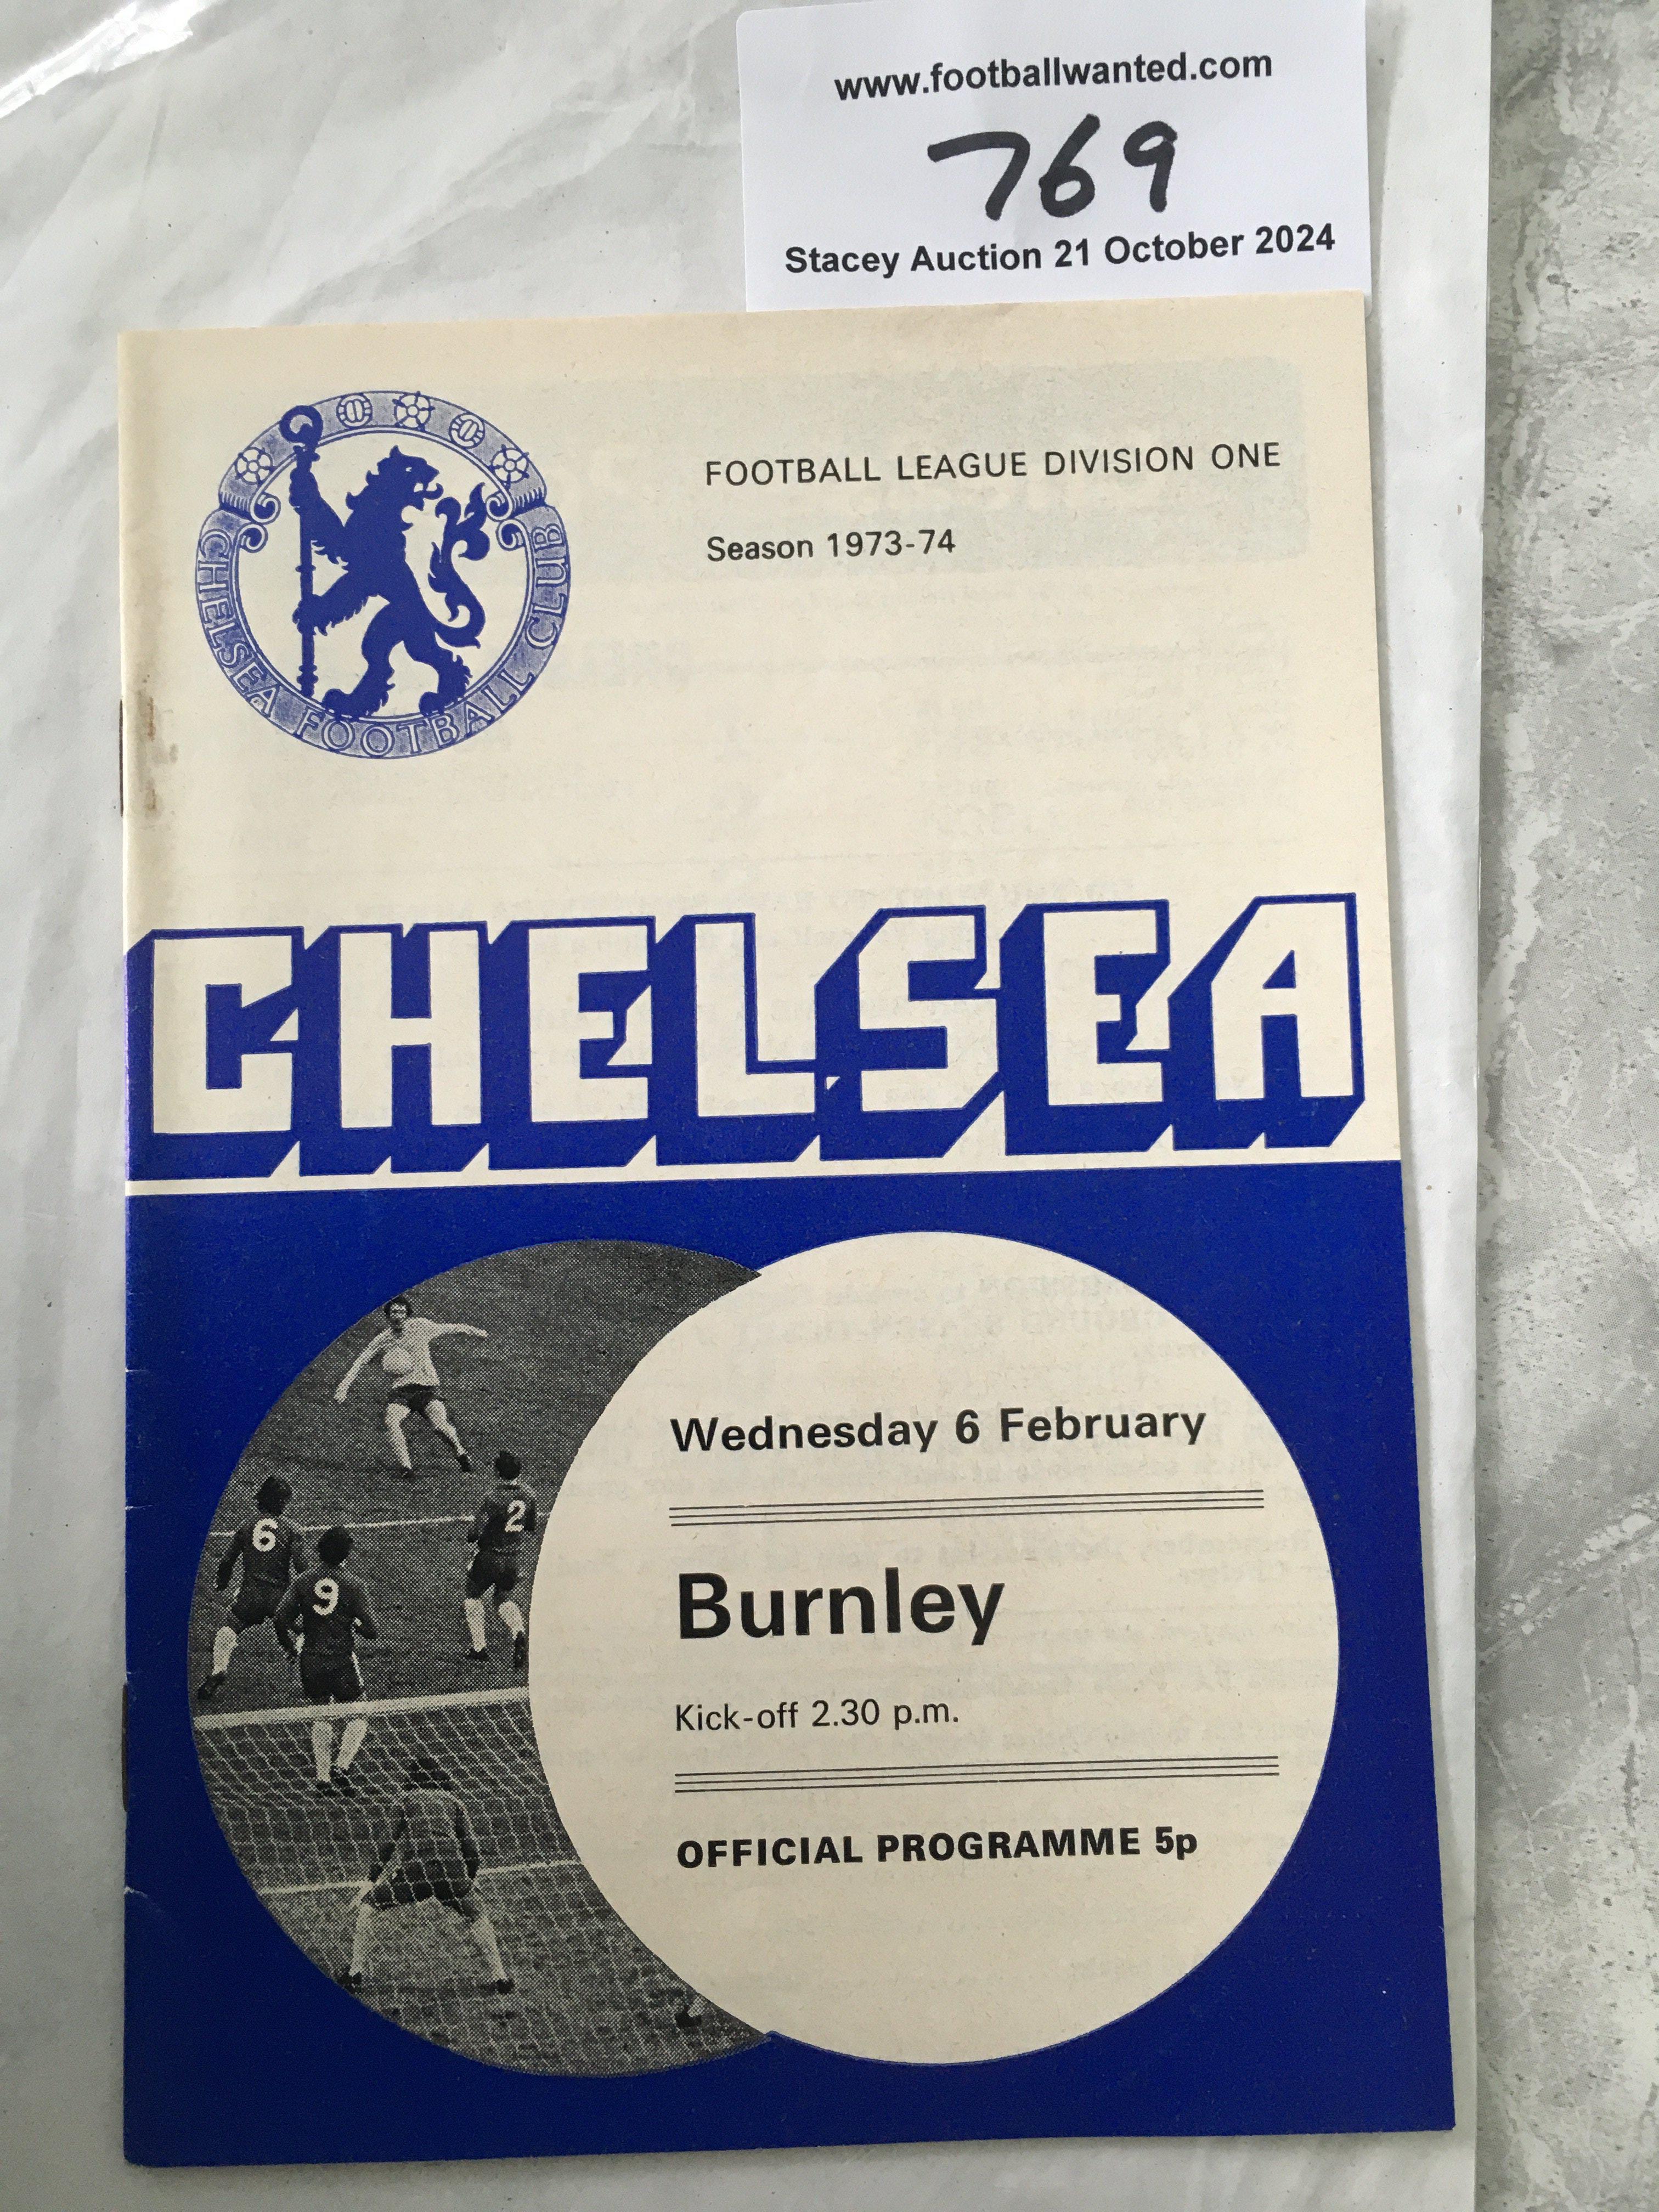 www.footballwanted.com
769
Stacey Auction 21 October 2024
CHELSEA FOOTBALL CLUB
FOOTBALL LEAGUE DIVISION ONE
Season 1973-74
CHELSEA
Wednesday 6 February
Burnley
Kick-off 2.30 p.m.
OFFICIAL PROGRAMME 5p
6
2
9